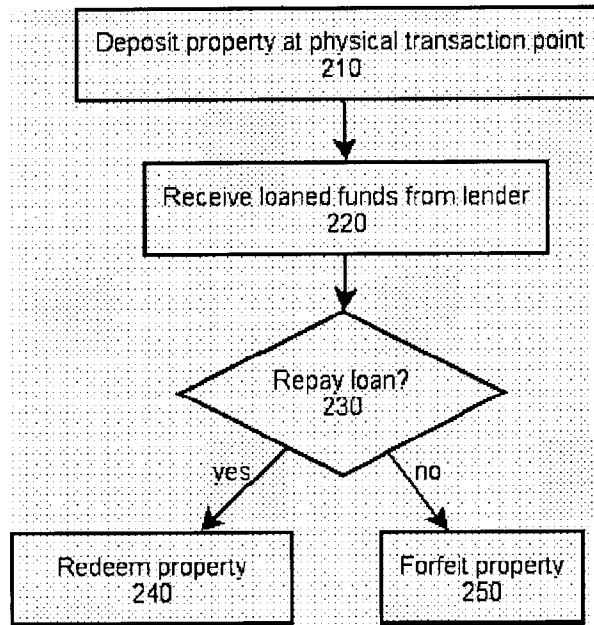 Deposit property at physical transaction point
210
Receive loaned funds from lender
220
Repay loan?
230
yes
no
Redeem property
240
Forfeit property
250